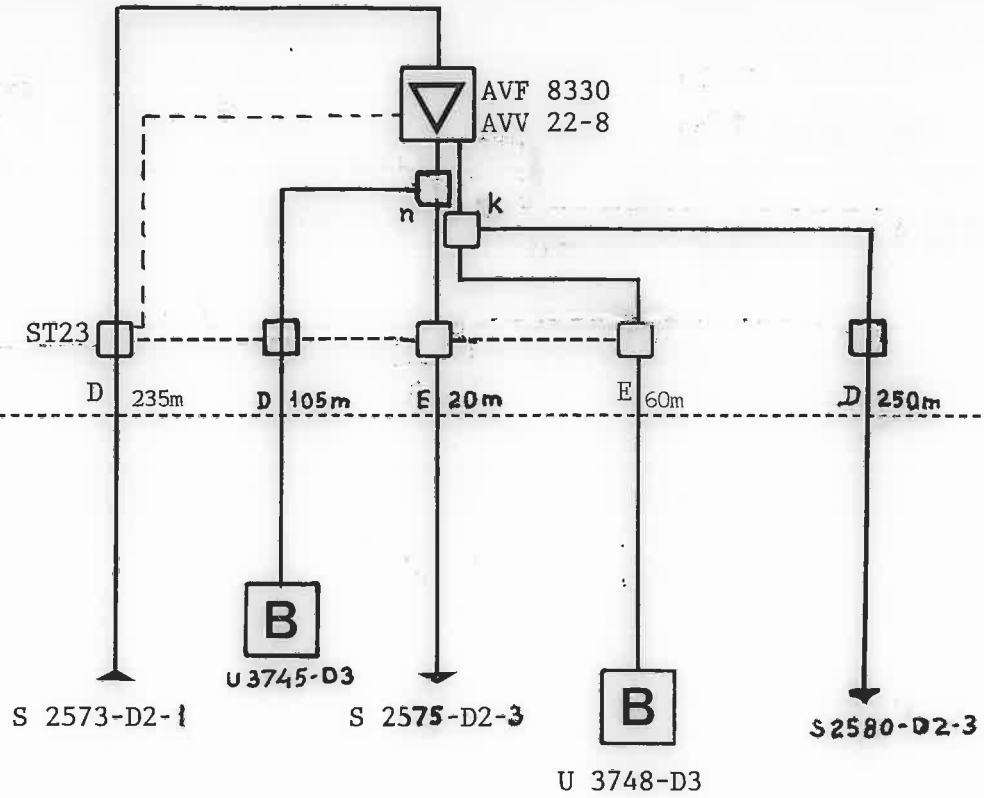 AVF 8330
AVV 22-8
n
k
ST23
D 235m
D 105m
E 20m
E 60m
D 250m
B
U 3745-D3
B
S 2573-D2-1
S 2575-D2-3
S 2580-D2-3
U 3748-D3